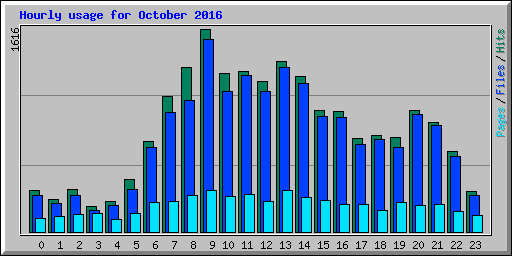 Hourly usage for October 2016
1616
Pages/Files/Hits
0 1 2 3 4 5 6 7 8 9 10 11 12 13 14 15 16 17 18 19 20 21 22 23